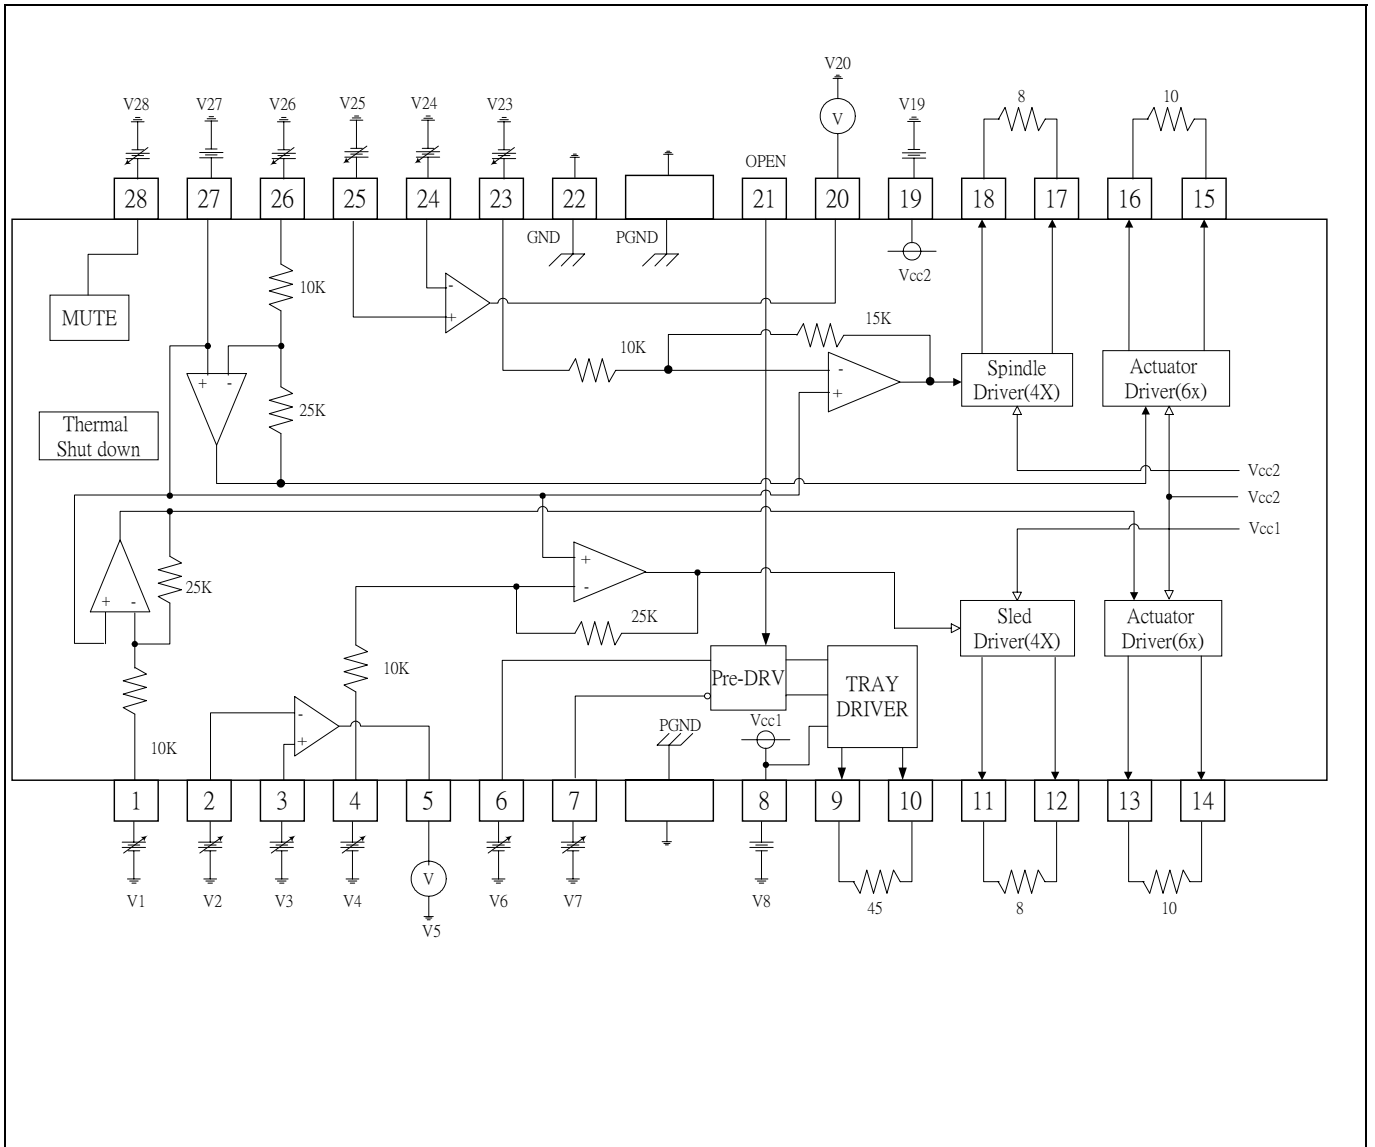 V20
V28 V27 V26 V25 V24 V23 V V19 8 10
OPEN
28 27 26 25 24 23 22 21 20 19 18 17 16 15
GND PGND
Vcc2
10K
MUTE
- +
15K
10K
+ -
- +
Spindle
Driver(4X)
Actuator
Driver(6x)
25K
Thermal
Shut down
Vcc2
Vcc2
Vcc1
+ -
25K
+ -
25K
Sled
Driver(4X)
Actuator
Driver(6x)
10K
Pre-DRV
TRAY
DRIVER
- +
PGND
Vcc1
10K
1 2 3 4 5 6 7 8 9 10 11 12 13 14
V
V1 V2 V3 V4 V6 V7 V8 45 8 10
V5